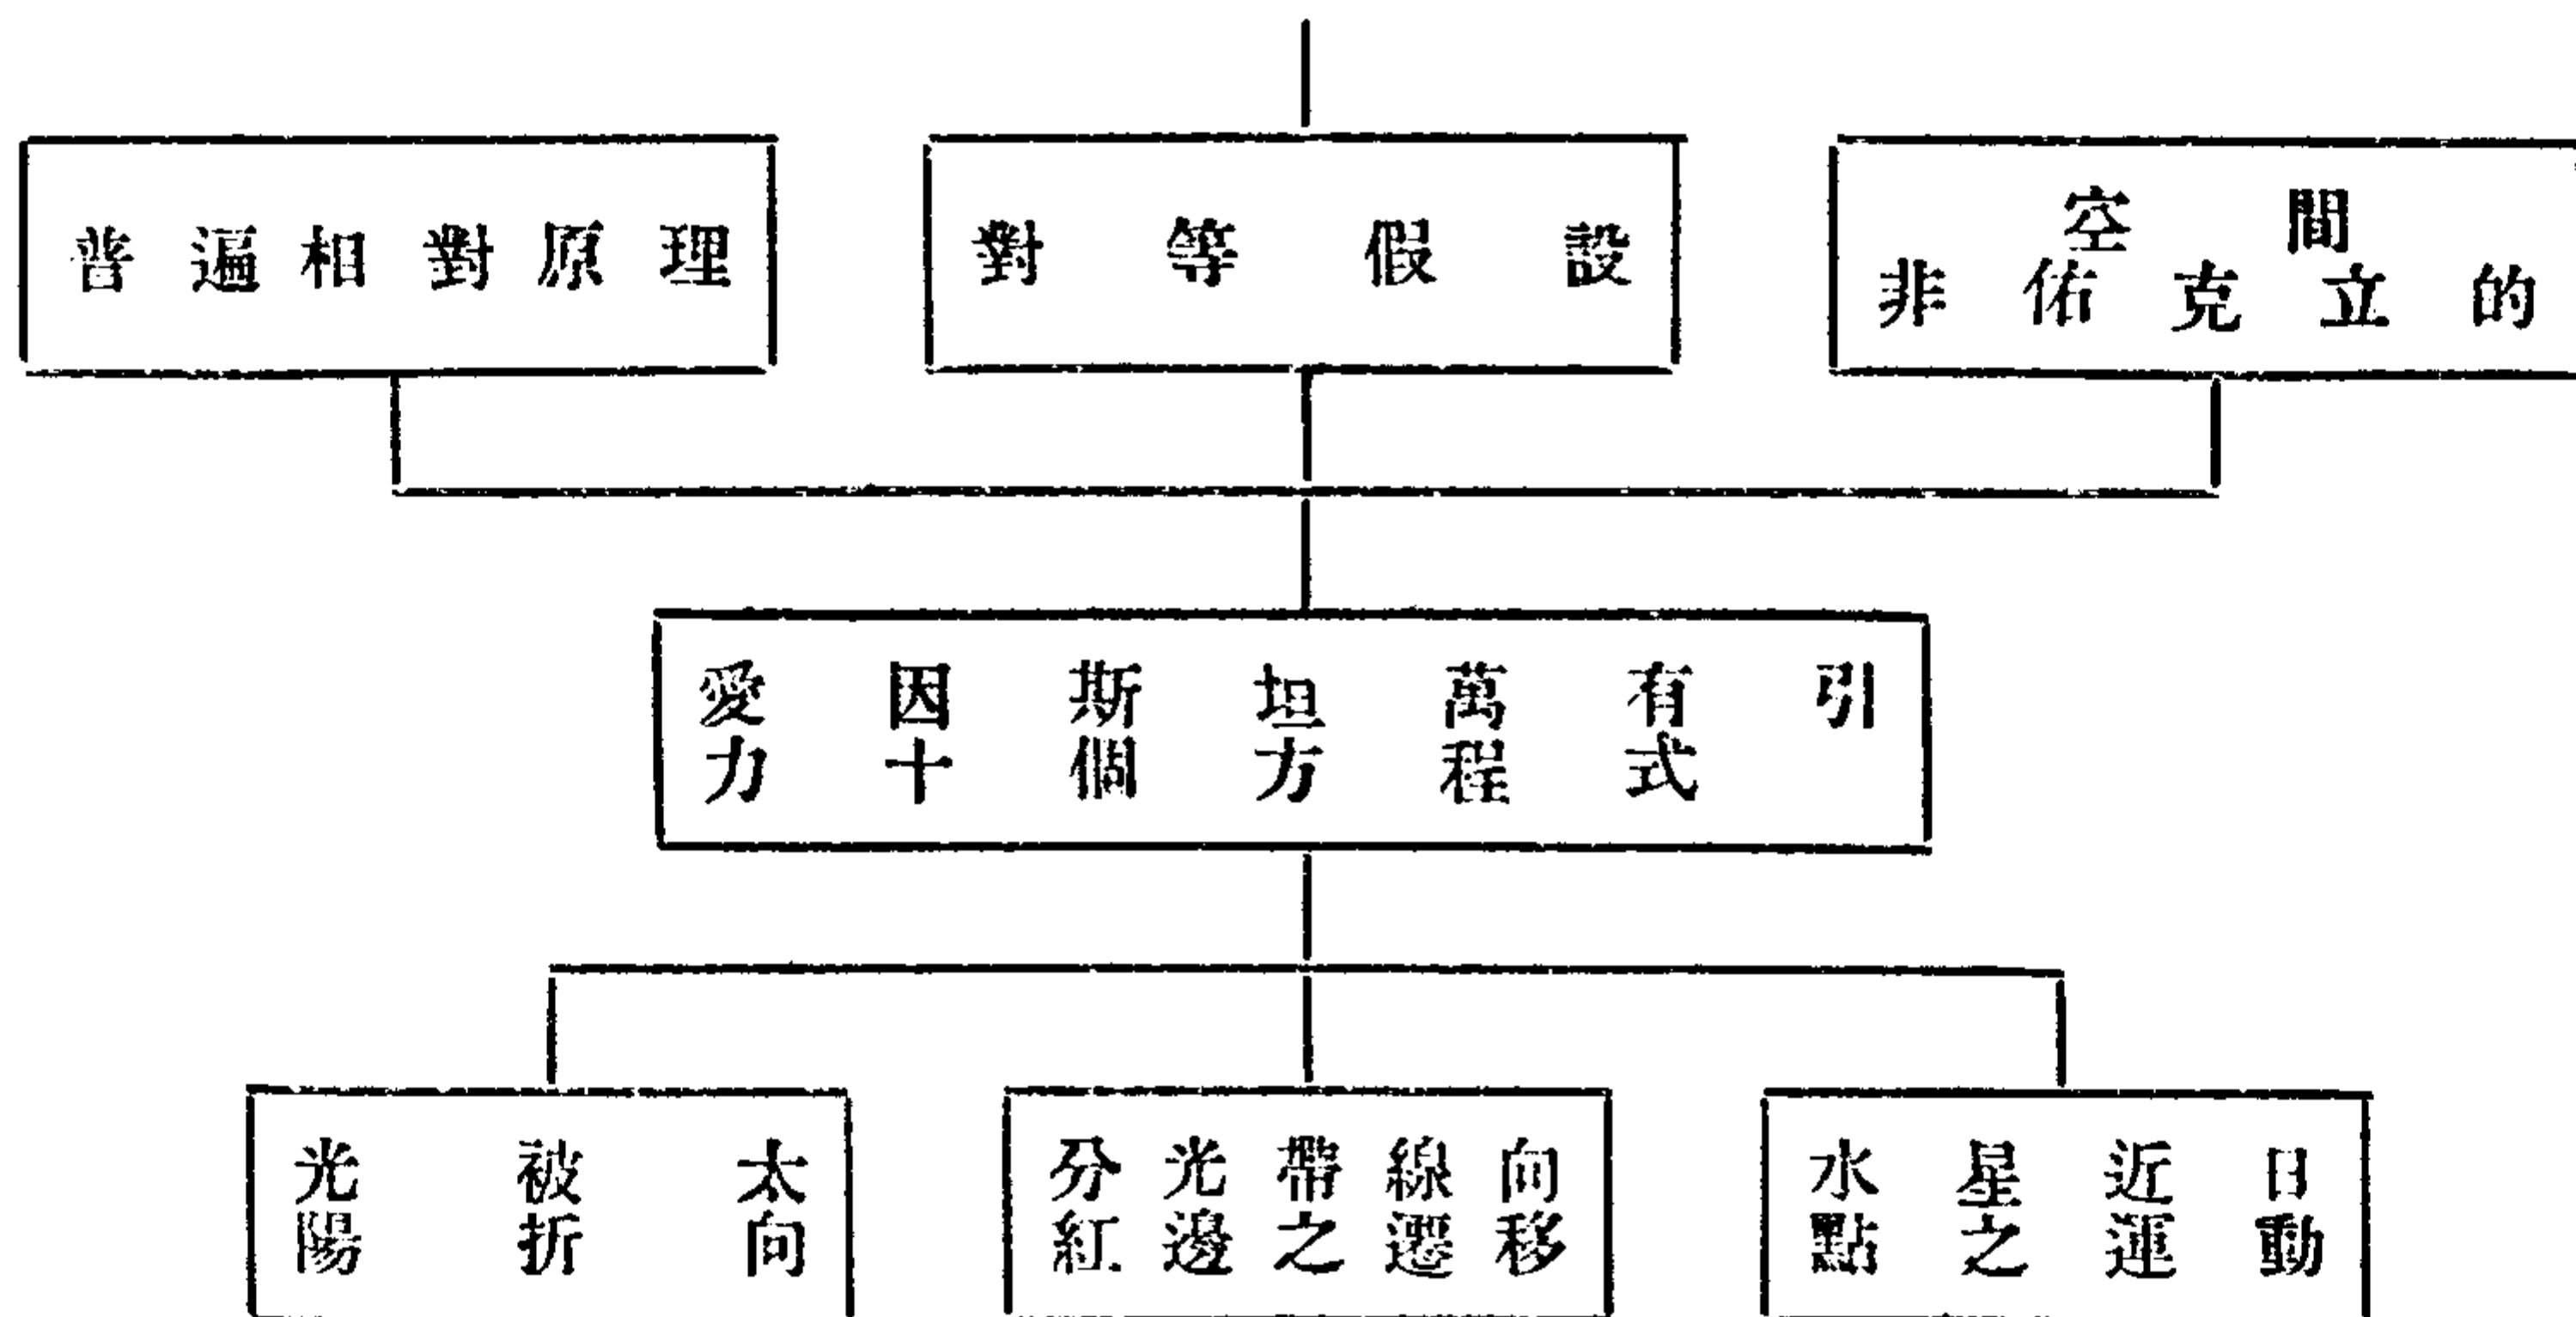 普遍相對原理
對等假設
空間
非佑克立的
愛因斯坦萬有引
力十個方程式
光被太
陽折向
分光帶線向
紅邊之遷移
水星近日
點之運動